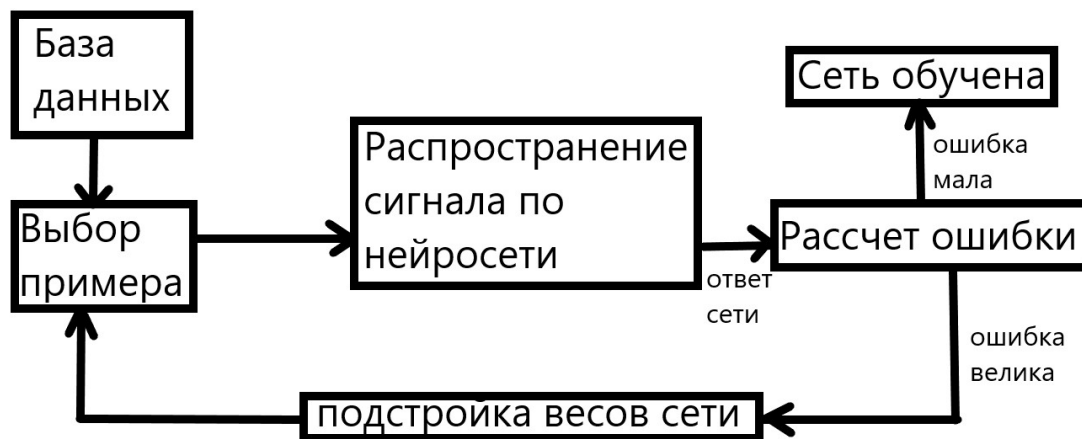 База
данных
Выбор
примера
Распространение
сигнала по
нейросети
ответ
сети
Рассчет ошибки
ошибка
мала
Сеть обучена
ошибка
велика
подстройка весов сети